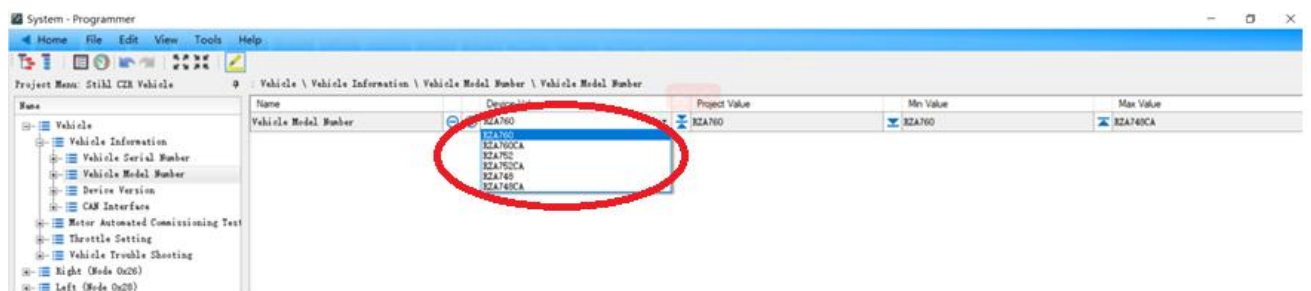 System - Programmer
Home File Edit View Tools Help
Project Menu: Stihl CZR Vehicle
: Vehicle \ Vehicle Information \ Vehicle Model Number \ Vehicle Model Number
Name
Name Device Project Value Min Value Max Value
Vehicle Model Number RZA760 RZA760 RZA760 RZA748CA
RZA760
RZA760CA
RZA752
RZA752CA
RZA748
RZA748CA
Vehicle
Vehicle Information
Vehicle Serial Number
Vehicle Model Number
Device Version
CAN Interface
Motor Automated Commissioning Test
Throttle Setting
Vehicle Trouble Shooting
Right (Node 0x26)
Left (Node 0x28)